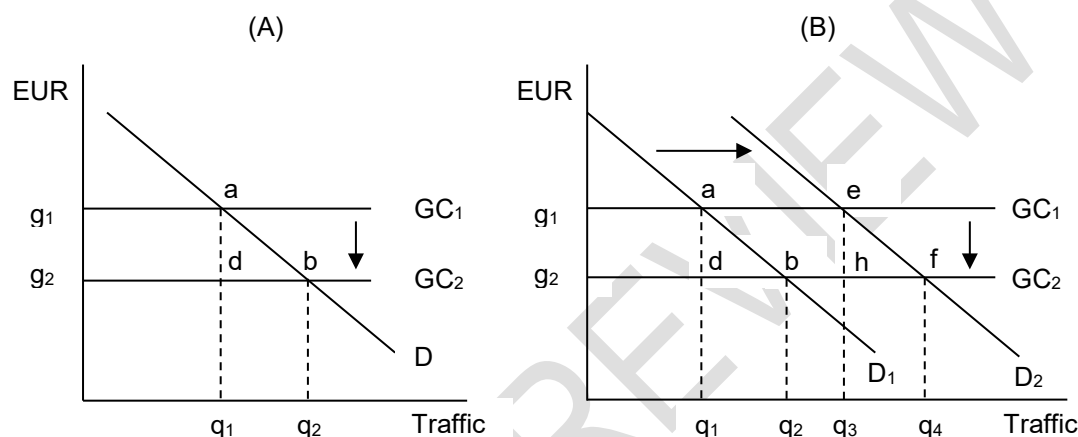 (A)
EUR
a
g₁
GC₁
d
b
g₂
GC₂
D
q₁
q₂
Traffic
(B)
EUR
a
e
g₁
GC₁
d
b
h
f
g₂
GC₂
D₁
D₂
q₁
q₂
q₃
q₄
Traffic
REVIEW